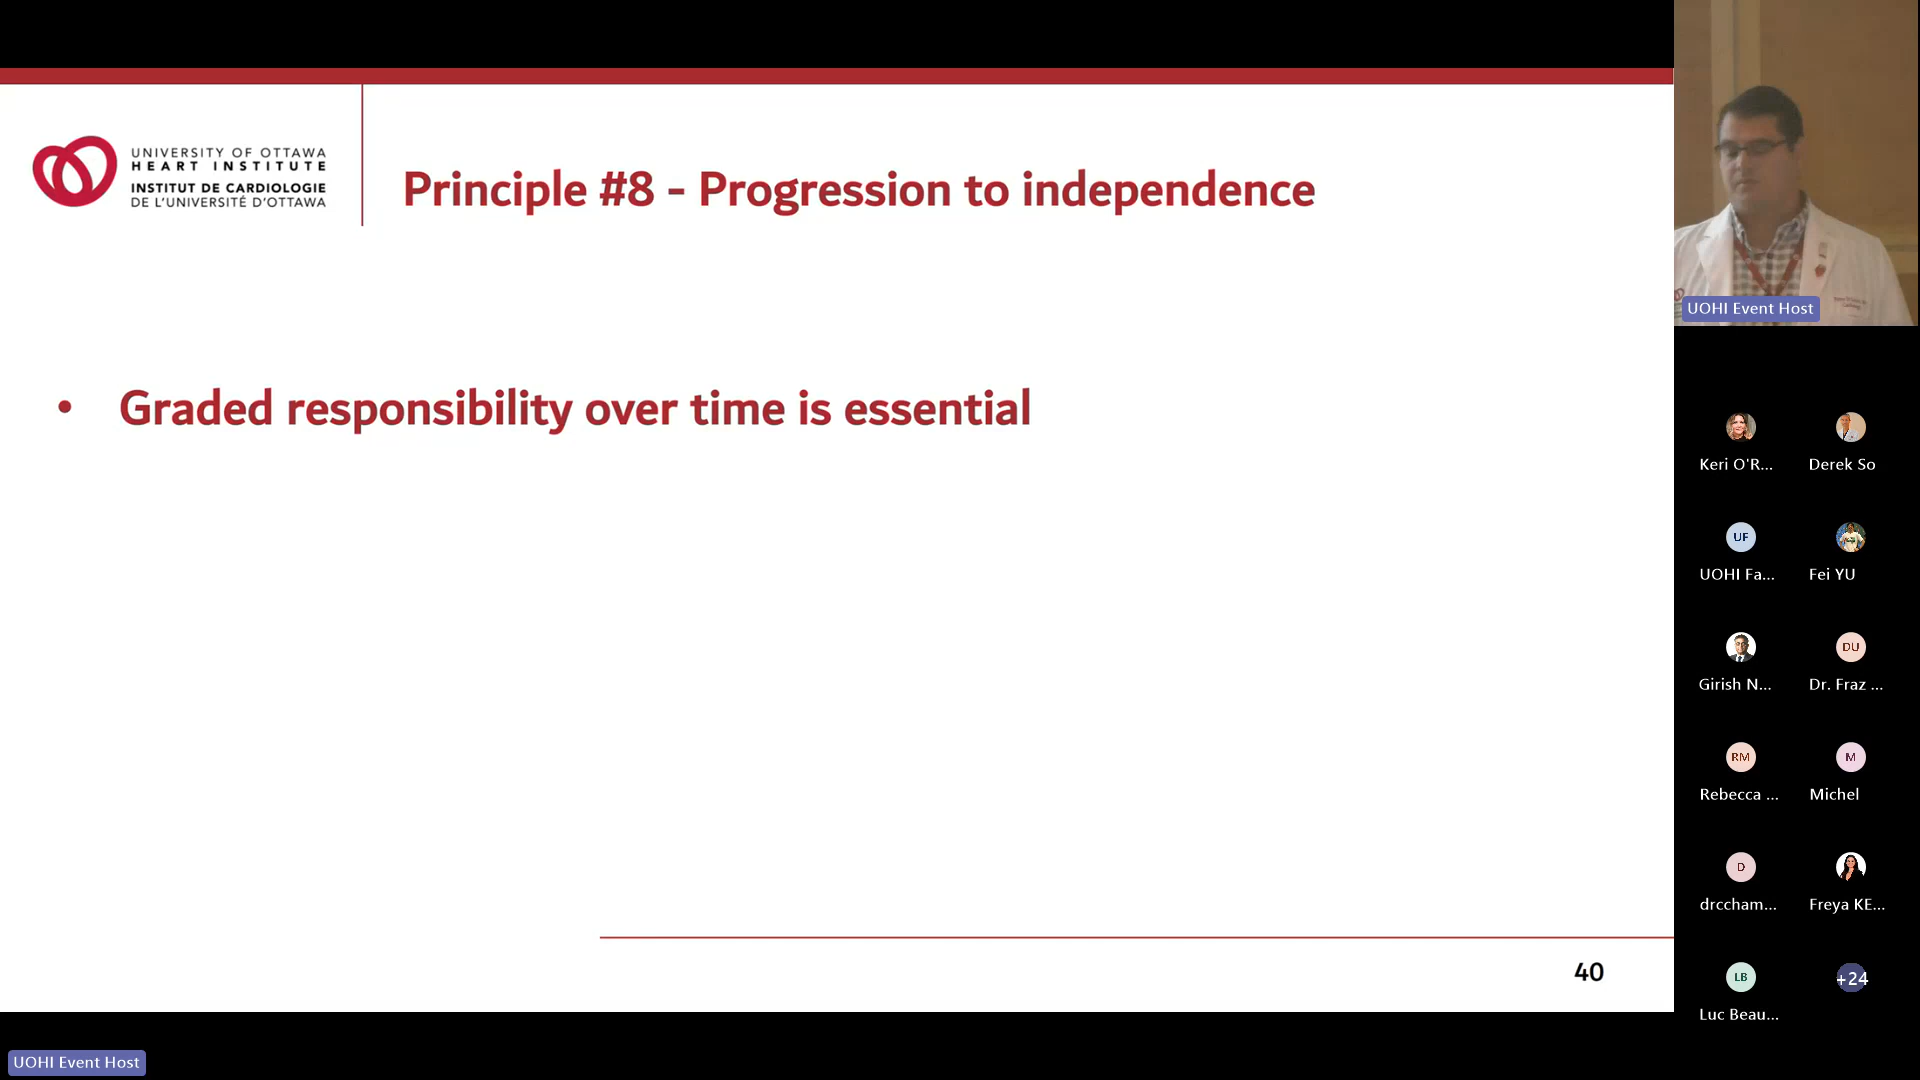 UNIVERSITY OF OTTAWA
HEART INSTITUTE
INSTITUT DE CARDIOLOGIE
DE L'UNIVERSITÉ D'OTTAWA
Principle #8 - Progression to independence
• Graded responsibility over time is essential
40
UOHI Event Host
Keri O'R...
Derek So
UF
UOHI Fa...
Fei YU
Girish N...
DU
Dr. Fraz ...
RM
Rebecca ...
M
Michel
D
drccham...
Freya KE...
LB
Luc Beau...
+24
UOHI Event Host